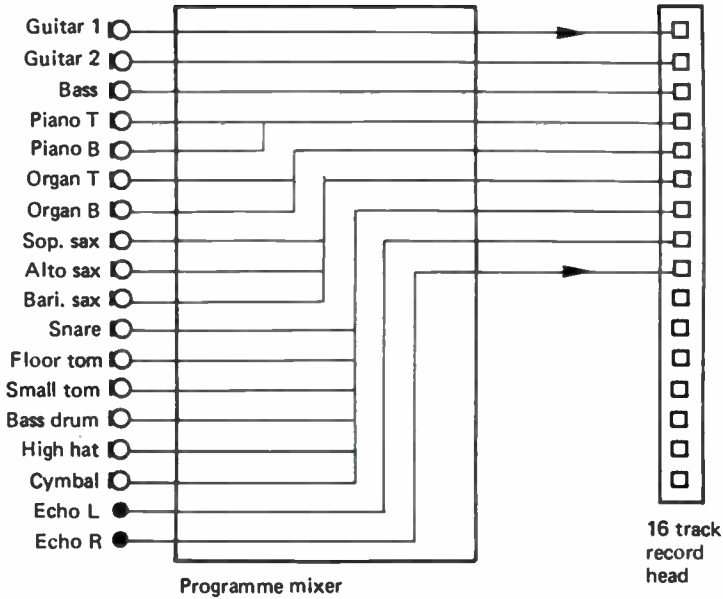 Guitar 1
Guitar 2
Bass
Piano T
Piano B
Organ T
Organ B
Sop. sax
Alto sax
Bari. sax
Snare
Floor tom
Small tom
Bass drum
High hat
Cymbal
Echo L
Echo R
Programme mixer
16 track
record
head